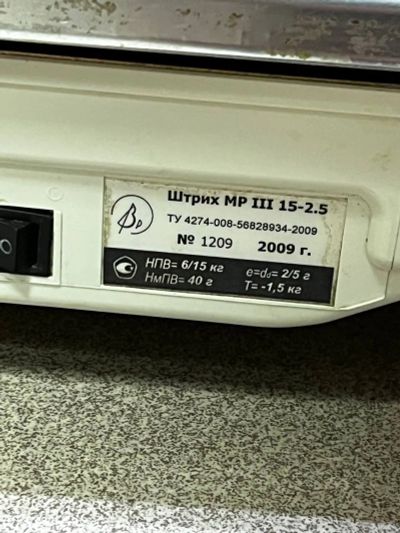 Штрих МР III 15-2.5
ТУ 4274-008-56828934-2009
№ 1209 2009 г.
НПВ= 6/15 кг e=dd= 2/5 г
НмПВ= 40 г Т= -1,5 кг